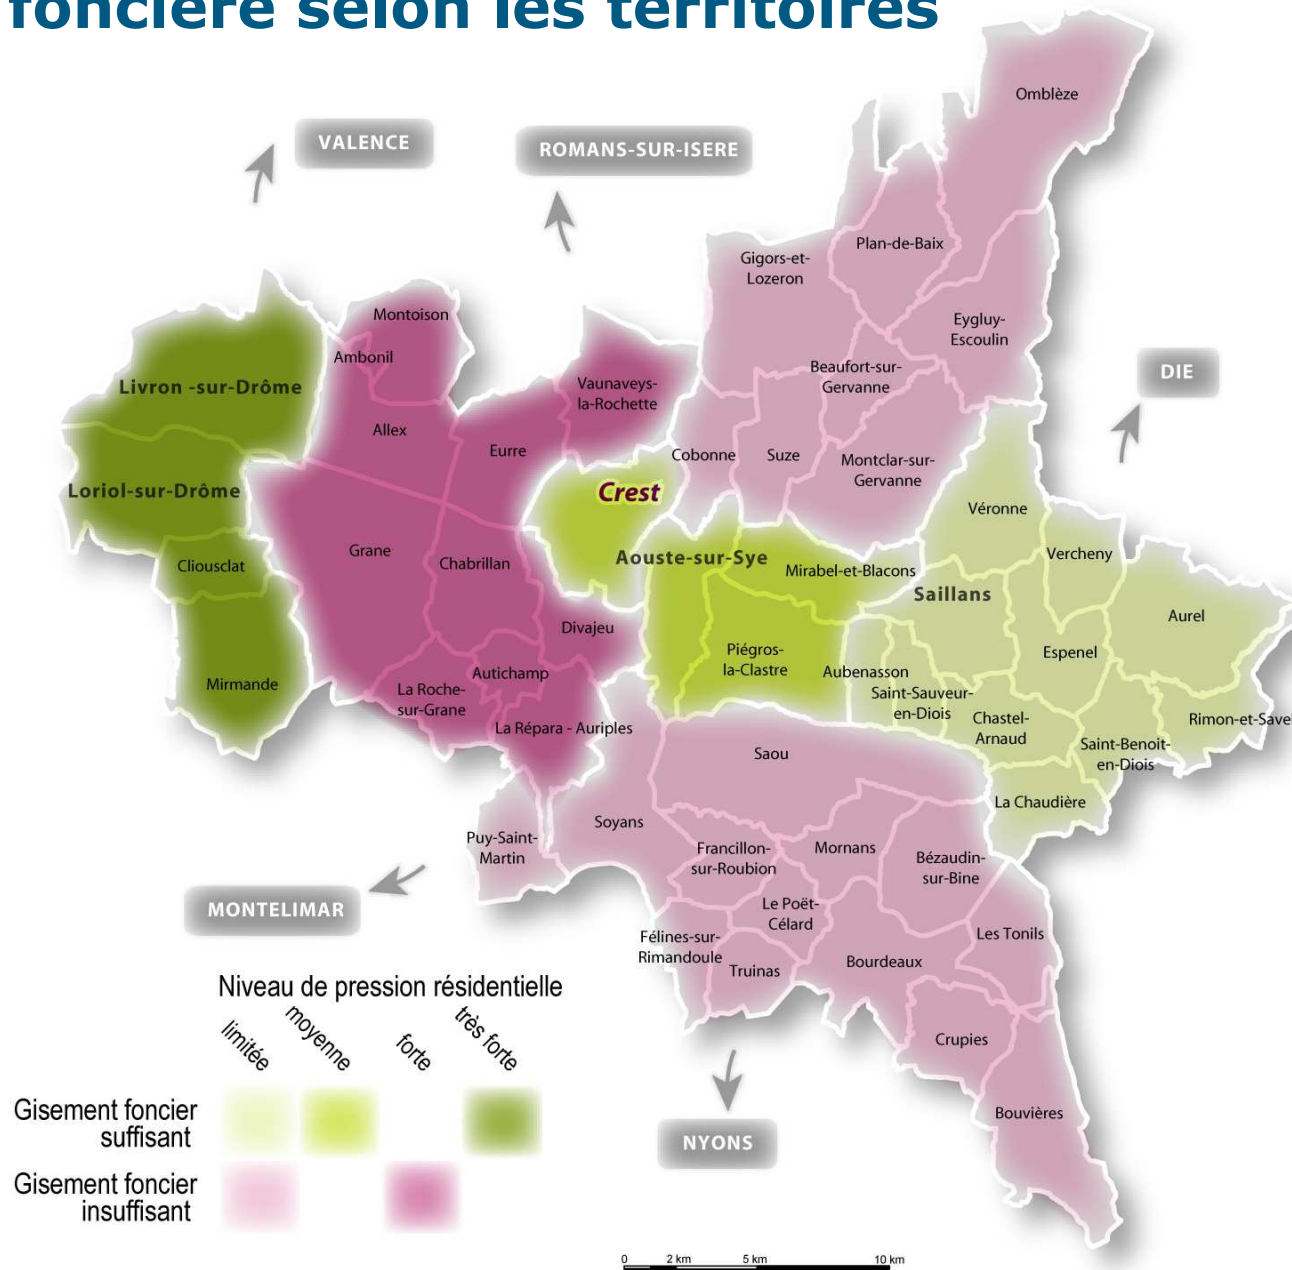 foncière selon les territoires
Omblèze
VALENCE
ROMANS-SUR-ISERE
Plan-de-Baix
Gigors-et-
Lozeron
Montoison
Eygluy-
Escoulin
Ambonil
Beaufort-sur-
Gervanne
DIE
Livron -sur-Drôme
Vaunaveys-
la-Rochette
Allex
Eurre
Cobonne
Suze
Montclar-sur-
Gervanne
Loriol-sur-Drôme
Crest
Véronne
Grane
Chabrillan
Aouste-sur-Sye
Vercheny
Cliousclat
Mirabel-et-Blacons
Saillans
Aurel
Divajeu
Piégros-
la-Clastre
Espenel
Autichamp
Aubenasson
Mirmande
La Roche-
sur-Grane
Saint-Sauveur-
en-Diois
Chastel-
Arnaud
Rimon-et-Save
La Répara - Auriples
Saint-Benoit-
en-Diois
Saou
La Chaudière
Soyans
Puy-Saint-
Martin
Francillon-
sur-Roubion
Mornans
Bézaudin-
sur-Bine
MONTELIMAR
Le Poët-
Célard
Les Tonils
Félines-sur-
Rimandoule
Truinas
Bourdeaux
Crupies
Bouvières
NYONS
Niveau de pression résidentielle
limitée
moyenne
forte
très forte
Gisement foncier
suffisant
Gisement foncier
insuffisant
0 2 km 5 km 10 km